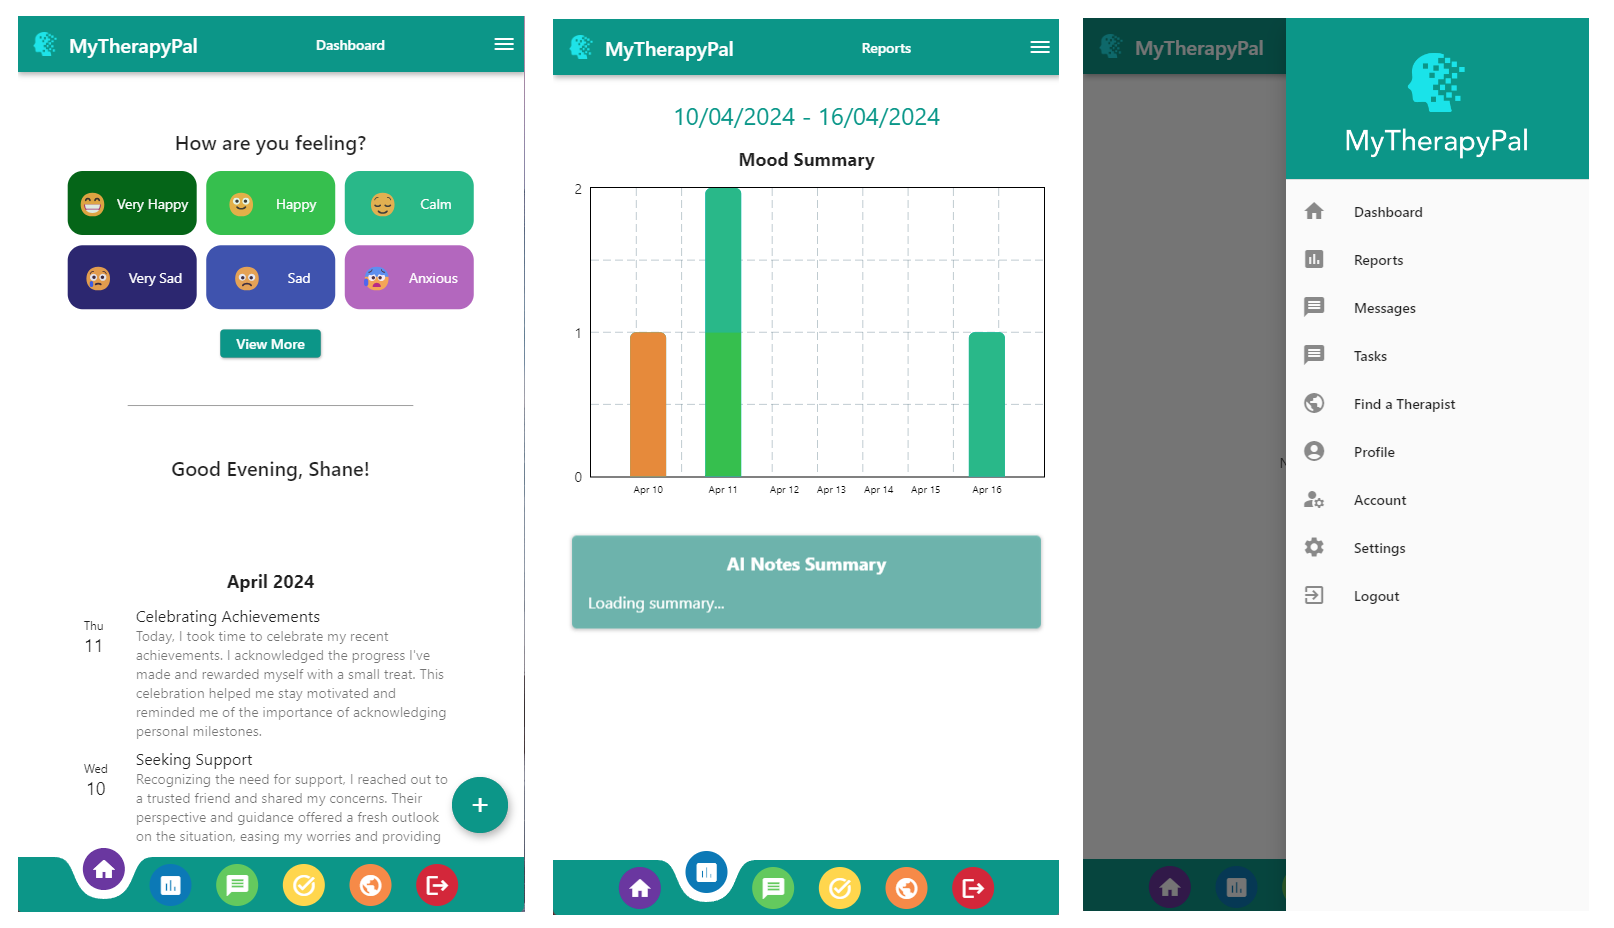 MyTherapyPal
Dashboard
How are you feeling?
Very Happy
Happy
Calm
Very Sad
Sad
Anxious
View More
Good Evening, Shane!
April 2024
Thu
11
Celebrating Achievements
Today, I took time to celebrate my recent
achievements. I acknowledged the progress I've
made and rewarded myself with a small treat. This
celebration helped me stay motivated and
reminded me of the importance of acknowledging
personal milestones.
Wed
10
Seeking Support
Recognizing the need for support, I reached out to
a trusted friend and shared my concerns. Their
perspective and guidance offered a fresh outlook
on the situation, easing my worries and providing
+
MyTherapyPal
Reports
10/04/2024 - 16/04/2024
Mood Summary
2
1
0
Apr 10
Apr 11
Apr 12
Apr 13
Apr 14
Apr 15
Apr 16
AI Notes Summary
Loading summary...
MyTherapyPal
MyTherapyPal
Dashboard
Reports
Messages
Tasks
Find a Therapist
Profile
Account
Settings
Logout